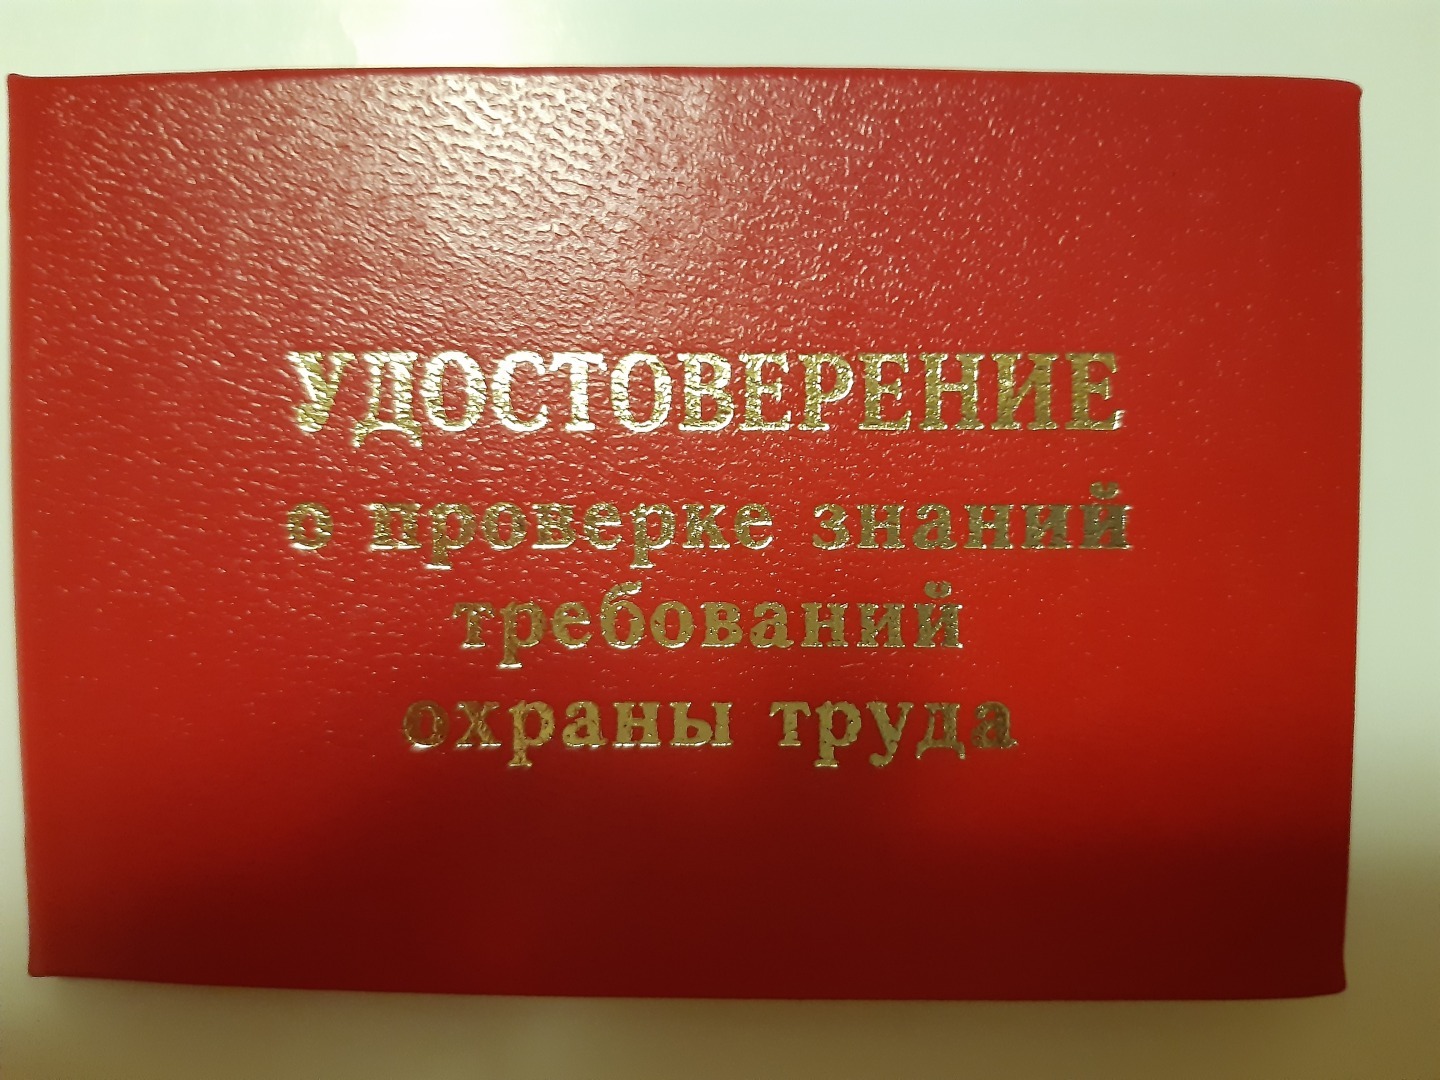 УДОСТОВЕРЕНИЕ
о проверке знаний
требований
охраны труда